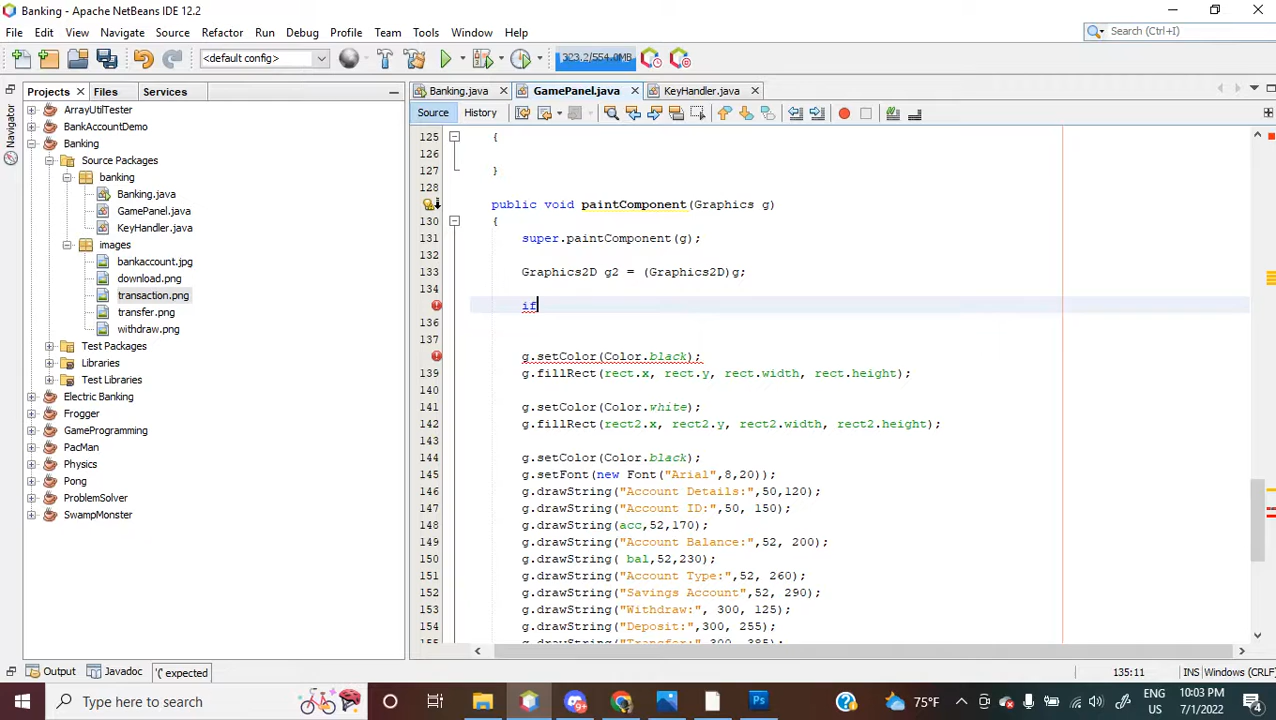 Banking - Apache NetBeans IDE 12.2
File Edit View Navigate Source Refactor Run Debug Profile Team Tools Window Help
Search (Ctrl+I)
<default config>
323.2/554.0MB
Projects Files Services
Banking.java GamePanel.java KeyHandler.java
Source History
Navigator
ArrayUtilTester
BankAccountDemo
Banking
Source Packages
banking
Banking.java
GamePanel.java
KeyHandler.java
images
bankaccount.jpg
download.png
transaction.png
transfer.png
withdraw.png
Test Packages
Libraries
Test Libraries
Electric Banking
Frogger
GameProgramming
PacMan
Physics
Pong
ProblemSolver
SwampMonster
125 {
126
127 }
128
public void paintComponent(Graphics g)
130 {
131 super.paintComponent(g);
132
133 Graphics2D g2 = (Graphics2D)g;
134
if
136
137
g.setColor(Color.black);
139 g.fillRect(rect.x, rect.y, rect.width, rect.height);
140
141 g.setColor(Color.white);
142 g.fillRect(rect2.x, rect2.y, rect2.width, rect2.height);
143
144 g.setColor(Color.black);
145 g.setFont(new Font("Arial",8,20));
146 g.drawString("Account Details:",50,120);
147 g.drawString("Account ID:",50, 150);
148 g.drawString(acc,52,170);
149 g.drawString("Account Balance:",52, 200);
150 g.drawString( bal,52,230);
151 g.drawString("Account Type:",52, 260);
152 g.drawString("Savings Account",52, 290);
153 g.drawString("Withdraw:", 300, 125);
154 g.drawString("Deposit:",300, 255);
155 g.drawString("Transfer:",300, 385);
Output Javadoc '(' expected
135:11 INS Windows (CRLF)
Type here to search
75°F
ENG
US
10:03 PM
7/1/2022